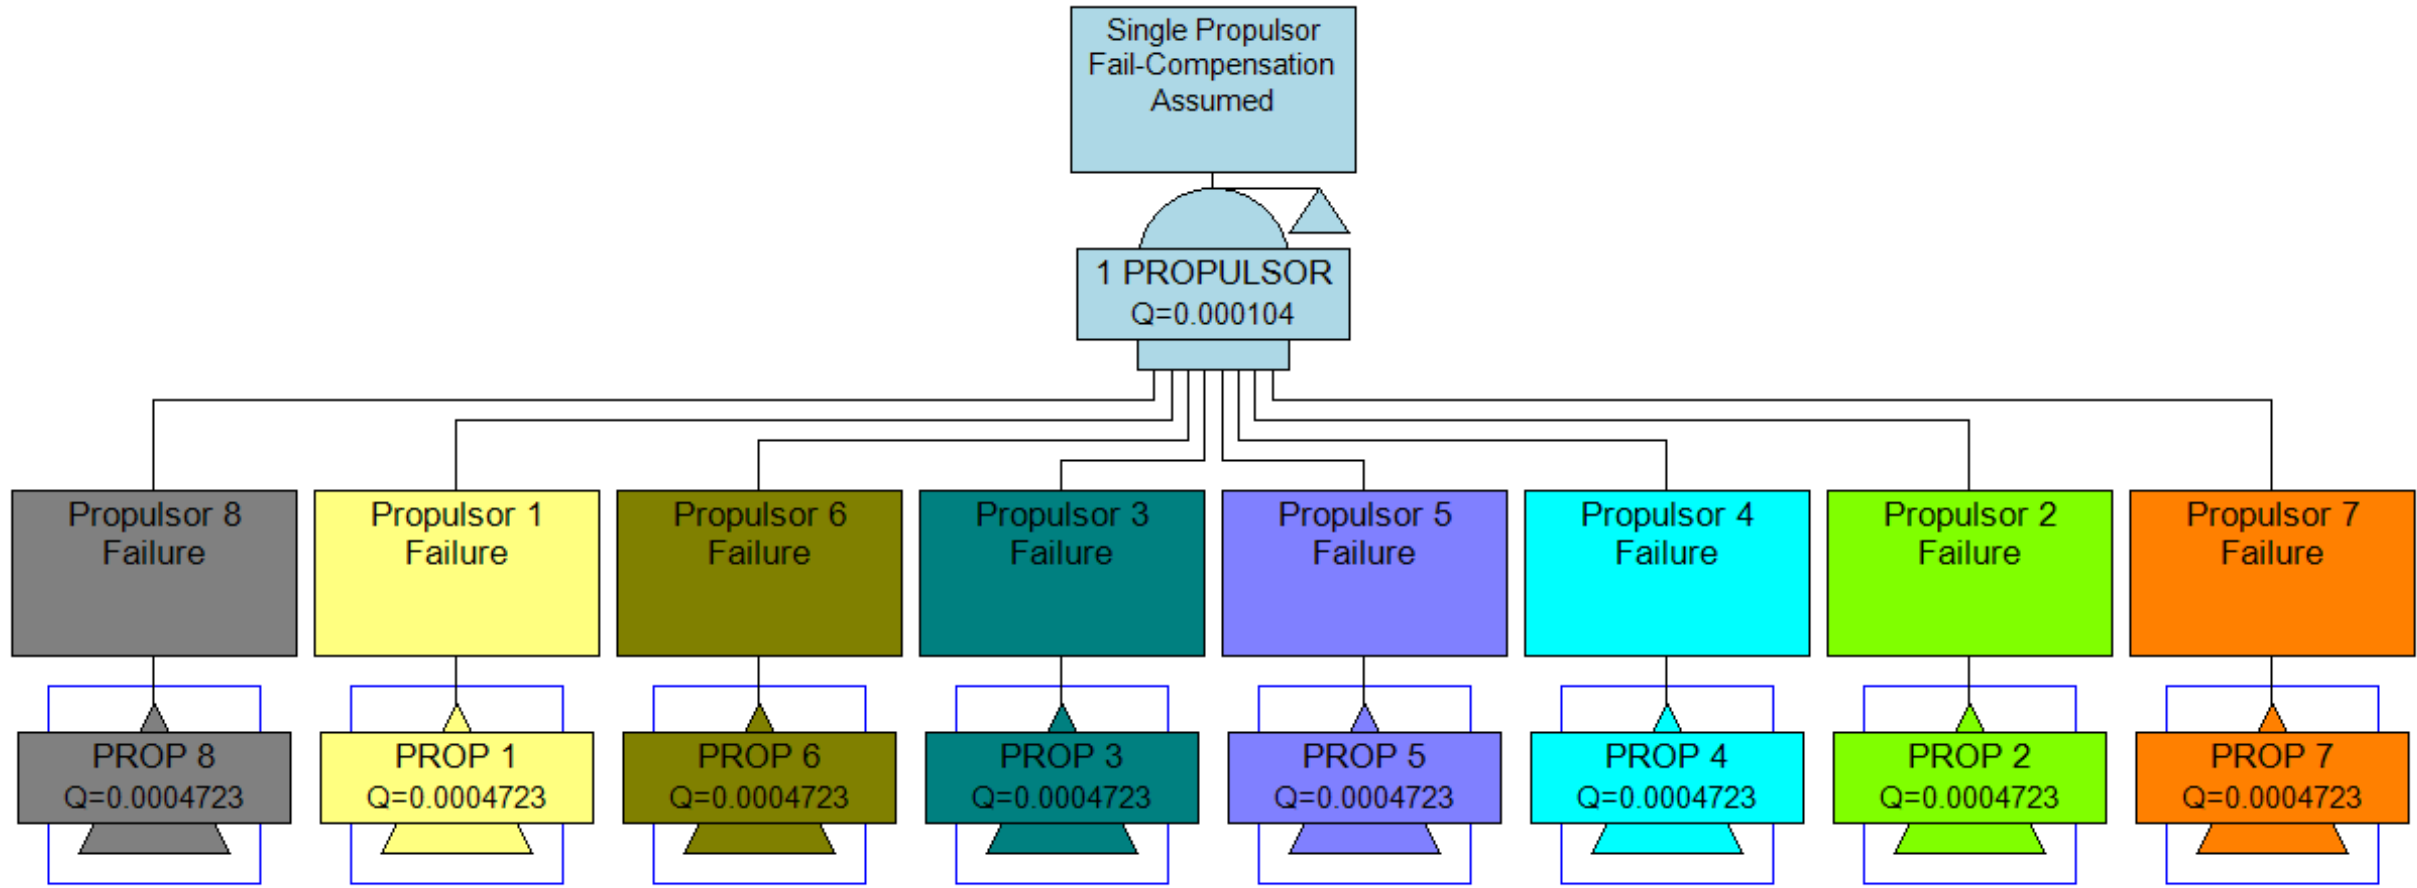 Single Propulsor
Fail-Compensation
Assumed
1 PROPULSOR
Q=0.000104
Propulsor 8
Failure
Propulsor 1
Failure
Propulsor 6
Failure
Propulsor 3
Failure
Propulsor 5
Failure
Propulsor 4
Failure
Propulsor 2
Failure
Propulsor 7
Failure
PROP 8
Q=0.0004723
PROP 1
Q=0.0004723
PROP 6
Q=0.0004723
PROP 3
Q=0.0004723
PROP 5
Q=0.0004723
PROP 4
Q=0.0004723
PROP 2
Q=0.0004723
PROP 7
Q=0.0004723